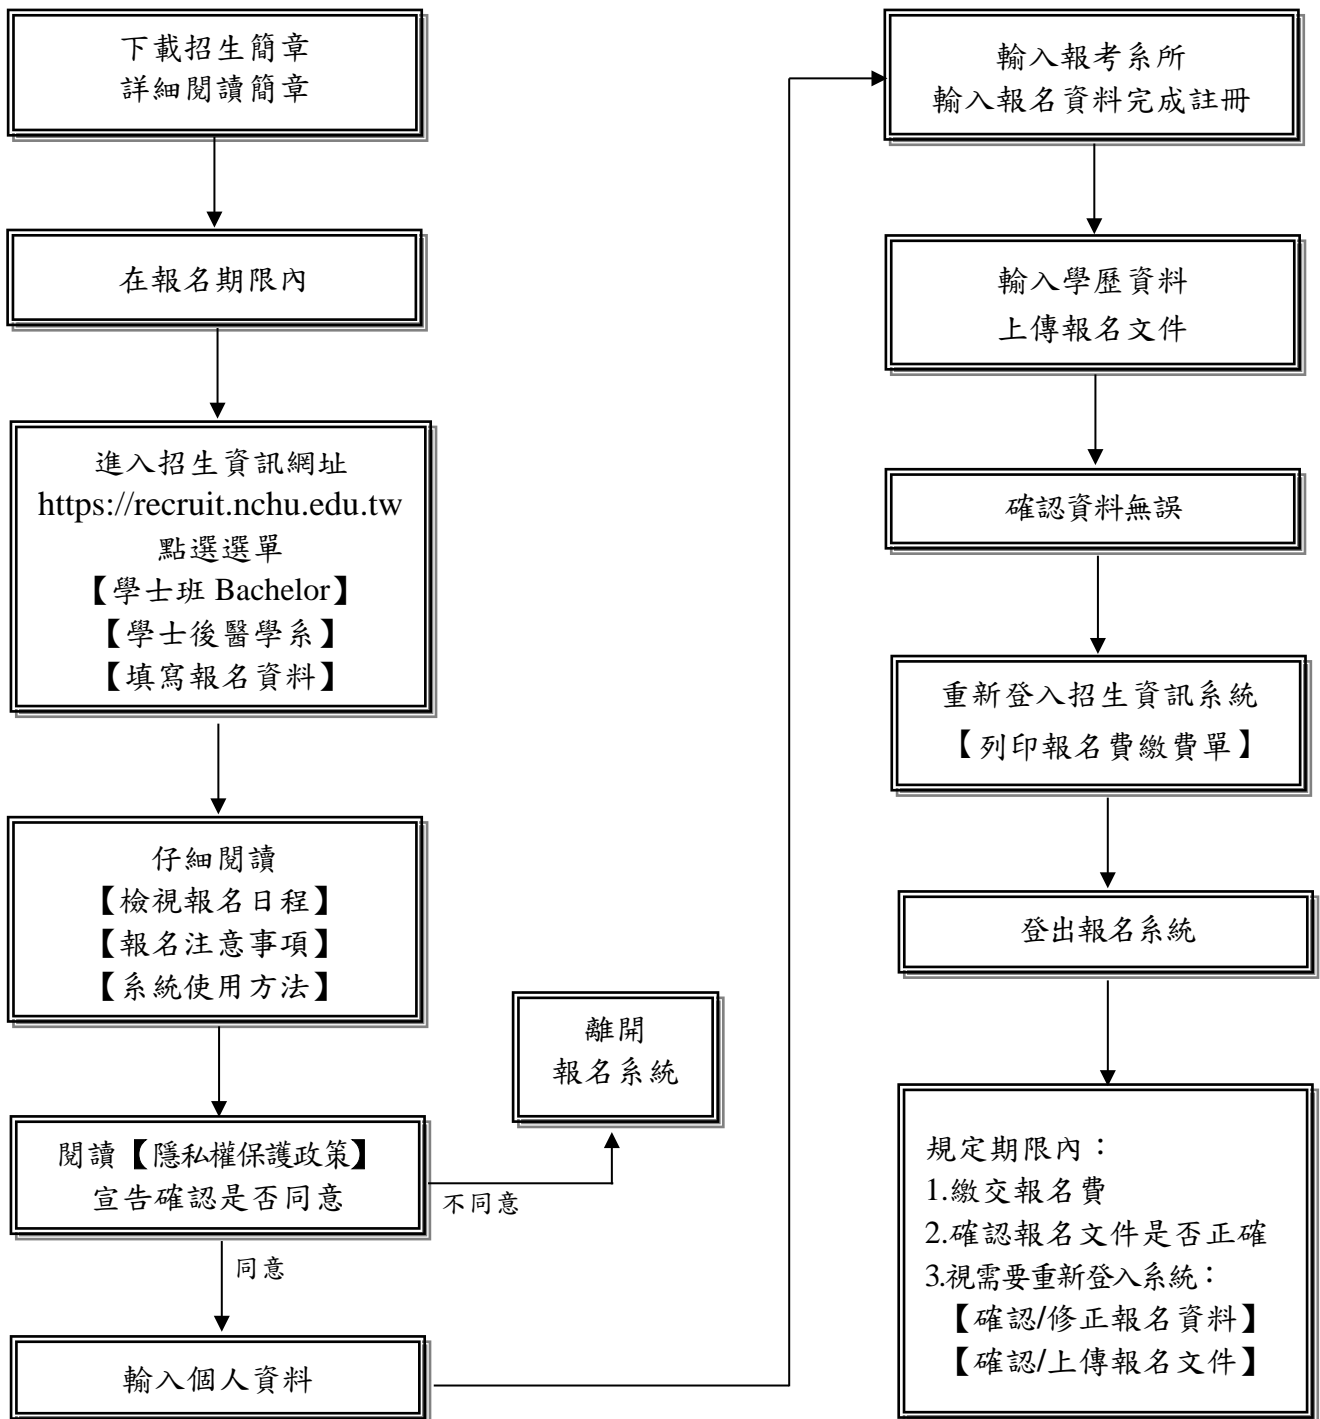 下載招生簡章
詳細閱讀簡章
在報名期限內
進入招生資訊網址
https://recruit.nchu.edu.tw
點選選單
【學士班 Bachelor】
【學士後醫學系】
【填寫報名資料】
仔細閱讀
【檢視報名日程】
【報名注意事項】
【系統使用方法】
閱讀【隱私權保護政策】
宣告確認是否同意
不同意
離開
報名系統
同意
輸入個人資料
輸入報考系所
輸入報名資料完成註冊
輸入學歷資料
上傳報名文件
確認資料無誤
重新登入招生資訊系統
【列印報名費繳費單】
登出報名系統
規定期限內：
1.繳交報名費
2.確認報名文件是否正確
3.視需要重新登入系統：
【確認/修正報名資料】
【確認/上傳報名文件】